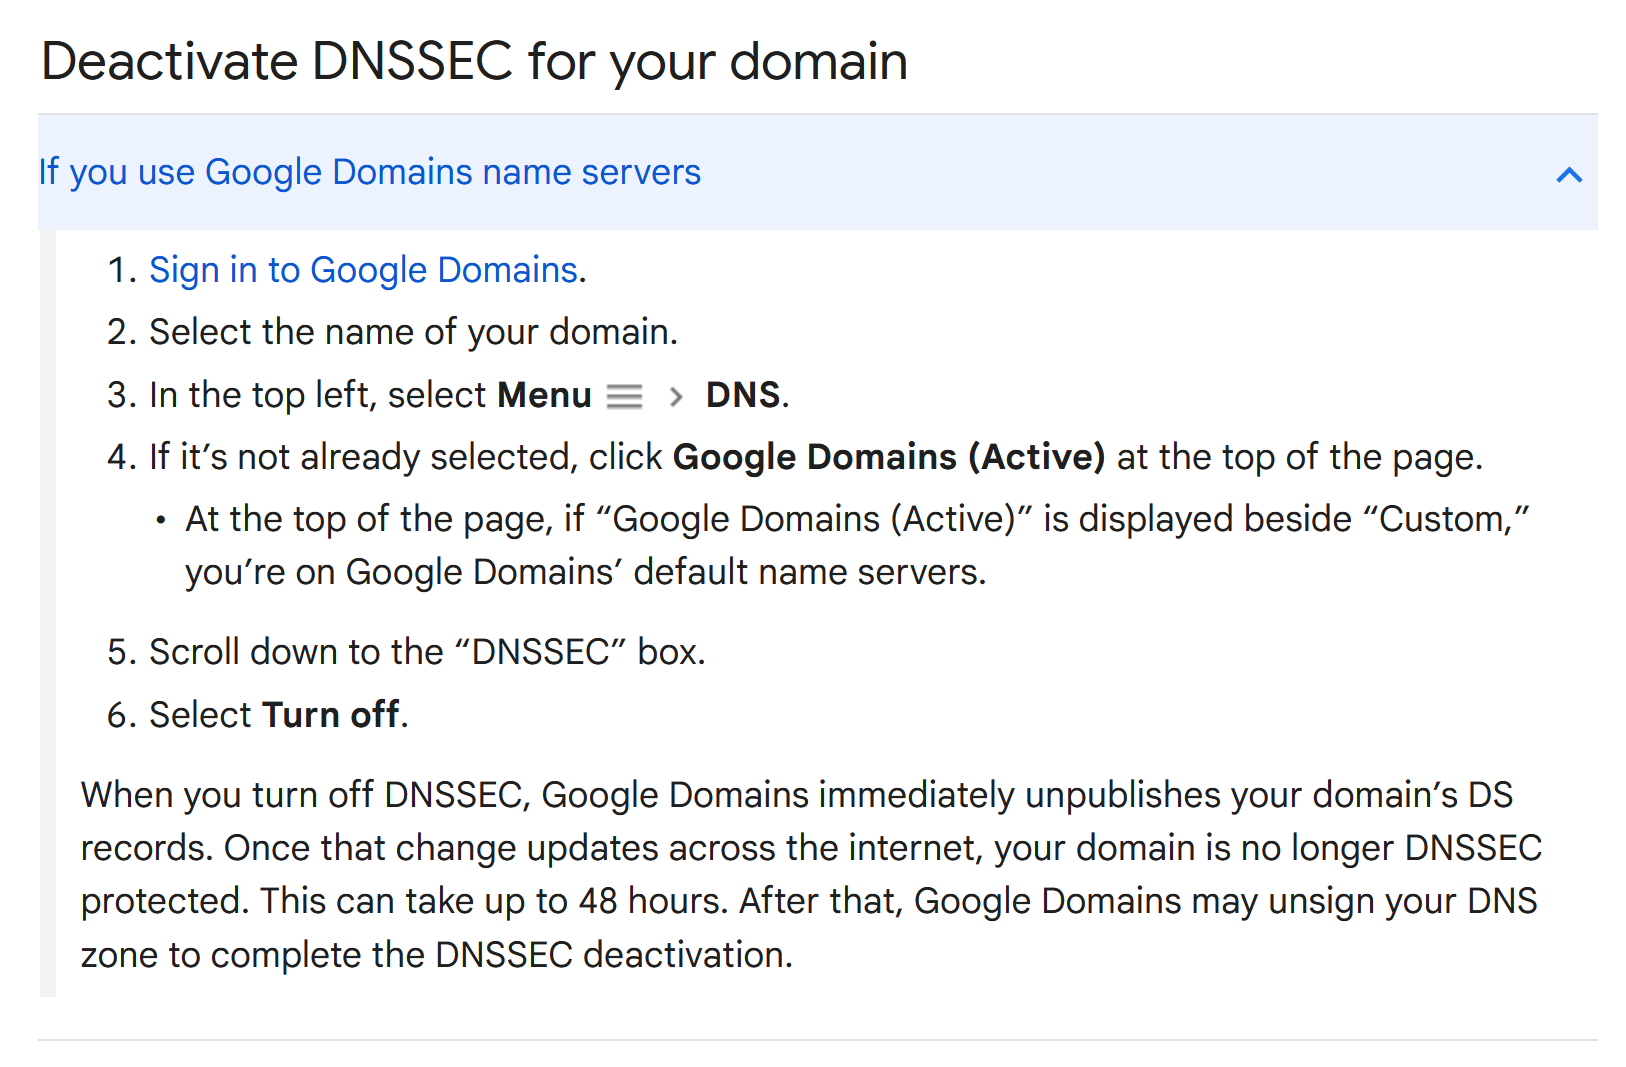 Deactivate DNSSEC for your domain
If you use Google Domains name servers
1. Sign in to Google Domains.
2. Select the name of your domain.
3. In the top left, select Menu > DNS.
4. If it’s not already selected, click Google Domains (Active) at the top of the page.
• At the top of the page, if “Google Domains (Active)” is displayed beside “Custom,”
you’re on Google Domains’ default name servers.
5. Scroll down to the “DNSSEC” box.
6. Select Turn off.
When you turn off DNSSEC, Google Domains immediately unpublishes your domain’s DS
records. Once that change updates across the internet, your domain is no longer DNSSEC
protected. This can take up to 48 hours. After that, Google Domains may unsign your DNS
zone to complete the DNSSEC deactivation.